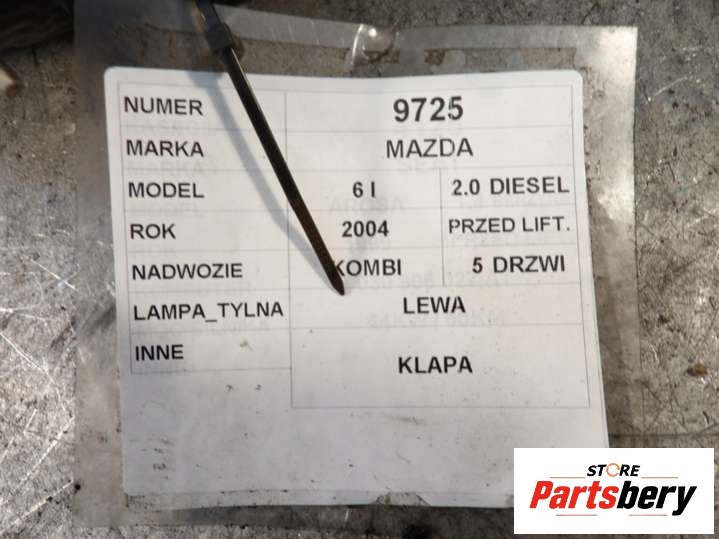 NUMER 9725
MARKA MAZDA
MODEL 6 I 2.0 DIESEL
ROK 2004 PRZED LIFT.
NADWOZIE KOMBI 5 DRZWI
LAMPA_TYLNA LEWA
INNE KLAPA
STORE
Partsbery